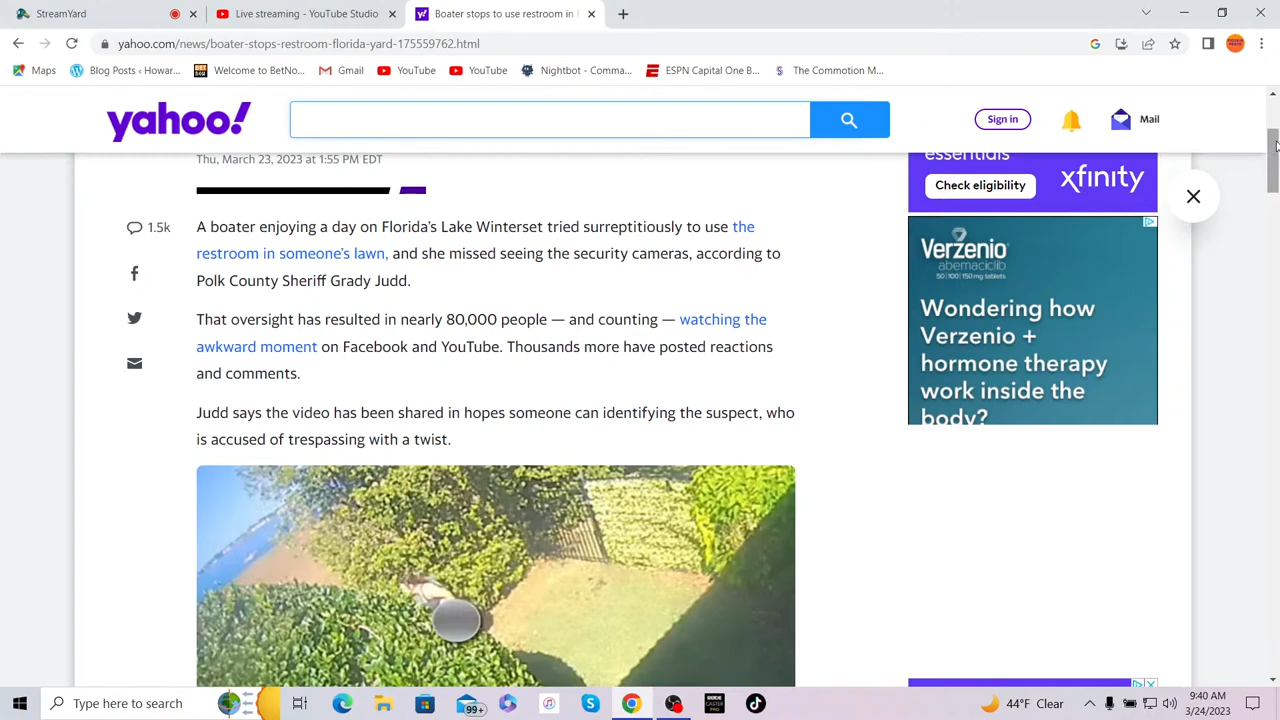 StreamYard
Live streaming - YouTube Studio
Boater stops to use restroom in
yahoo.com/news/boater-stops-restroom-florida-yard-175559762.html
Maps
Blog Posts ‹ Howar...
Welcome to BetNo...
Gmail
YouTube
YouTube
Nightbot - Comma...
ESPN Capital One B...
The Commotion M...
yahoo!
Sign in
Mail
Thu, March 23, 2023 at 1:55 PM EDT
1.5k
A boater enjoying a day on Florida's Lake Winterset tried surreptitiously to use the
restroom in someone's lawn, and she missed seeing the security cameras, according to
Polk County Sheriff Grady Judd.
That oversight has resulted in nearly 80,000 people — and counting — watching the
awkward moment on Facebook and YouTube. Thousands more have posted reactions
and comments.
Judd says the video has been shared in hopes someone can identifying the suspect, who
is accused of trespassing with a twist.
essentials
Check eligibility
xfinity
Verzenio
abemaciclib
50 | 100 | 150 mg tablets
Wondering how
Verzenio +
hormone therapy
work inside the
body?
Type here to search
99+
44°F Clear
9:40 AM
3/24/2023